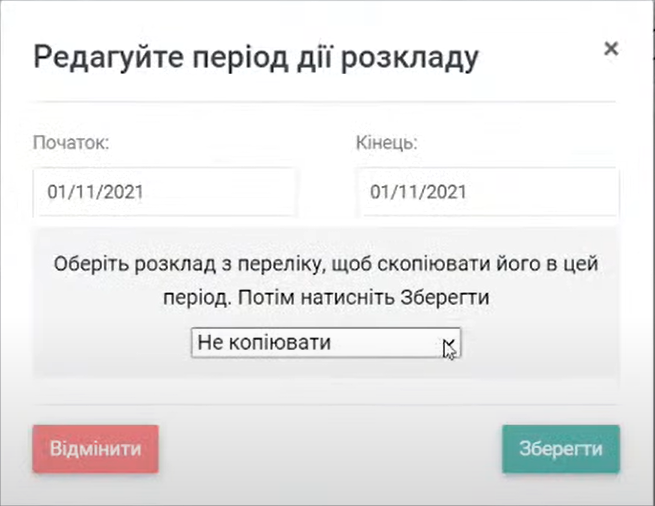 Редагуйте період дії розкладу
×
Початок:
Кінець:
01/11/2021
01/11/2021
Оберіть розклад з переліку, щоб скопіювати його в цей
період. Потім натисніть Зберегти
Не копіювати
Відмінити
Зберегти